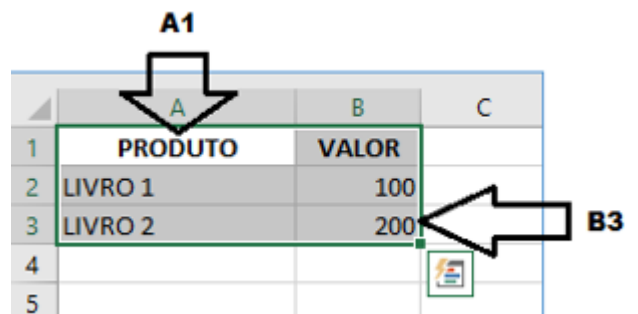 A1
A B C
1 PRODUTO VALOR
2 LIVRO 1 100
3 LIVRO 2 200
B3
4
5